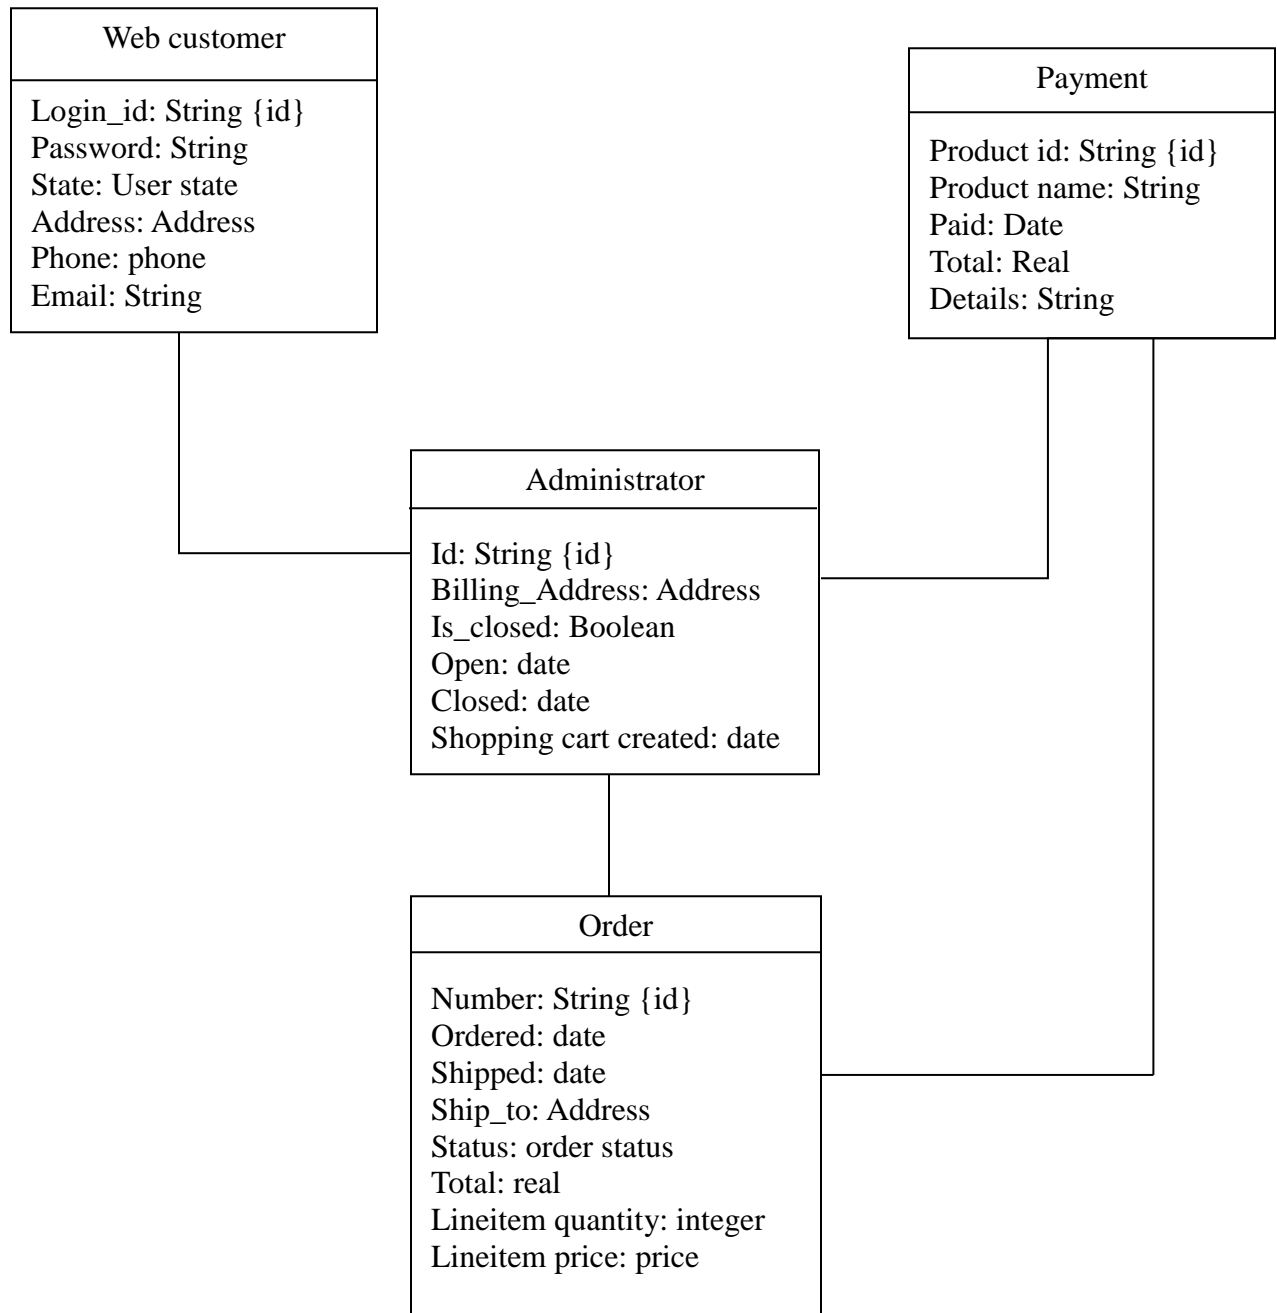 Web customer
Login_id: String {id}
Password: String
State: User state
Address: Address
Phone: phone
Email: String
Payment
Product id: String {id}
Product name: String
Paid: Date
Total: Real
Details: String
Administrator
Id: String {id}
Billing_Address: Address
Is_closed: Boolean
Open: date
Closed: date
Shopping cart created: date
Order
Number: String {id}
Ordered: date
Shipped: date
Ship_to: Address
Status: order status
Total: real
Lineitem quantity: integer
Lineitem price: price